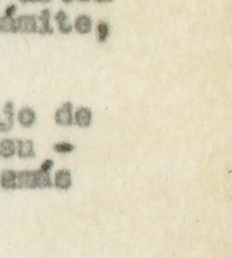 ámite,
jo de
su -
emás